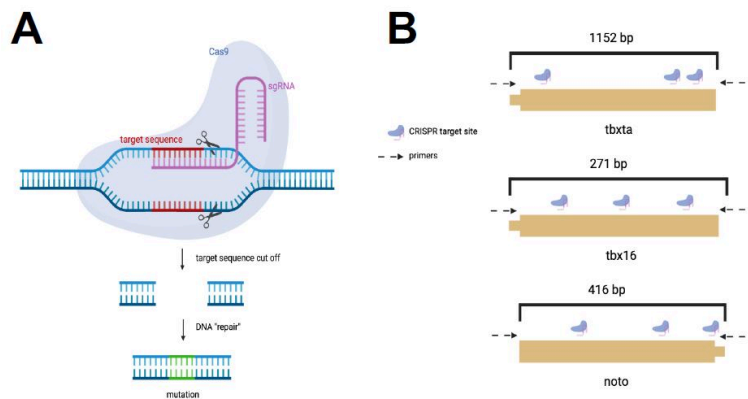 A
Cas9
sgRNA
target sequence
target sequence cut off
DNA "repair"
mutation
B
1152 bp
tbxta
CRISPR target site
primers
271 bp
tbx16
416 bp
noto